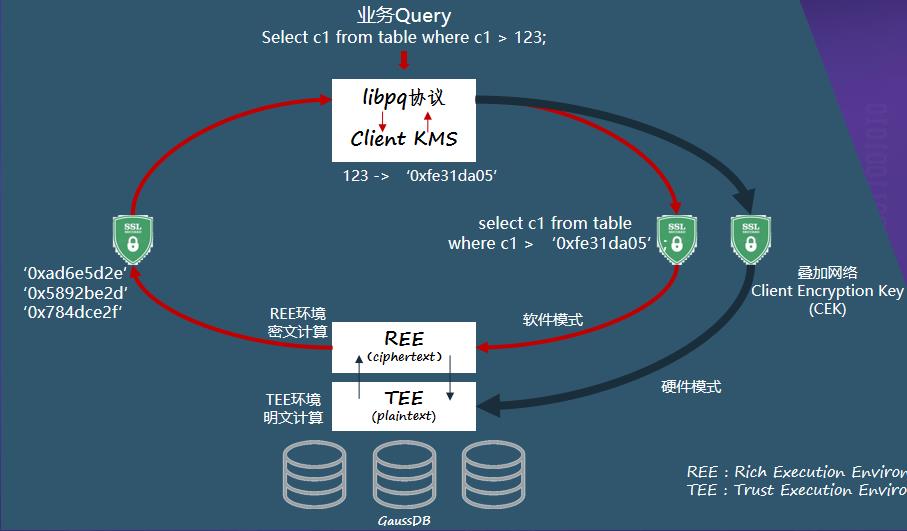 业务Query
Select c1 from table where c1 > 123;
libpq协议
Client KMS
123 -> ‘0xfe31da05’
SSL
SSL
SSL
select c1 from table
where c1 > ‘0xfe31da05’;
‘0xad6e5d2e’
‘0x5892be2d’
‘0x784dce2f’
叠加网络
Client Encryption Key
(CEK)
REE环境
密文计算
软件模式
REE
(ciphertext)
TEE环境
明文计算
TEE
(plaintext)
硬件模式
REE : Rich Execution Environ
TEE : Trust Execution Enviro
GaussDB